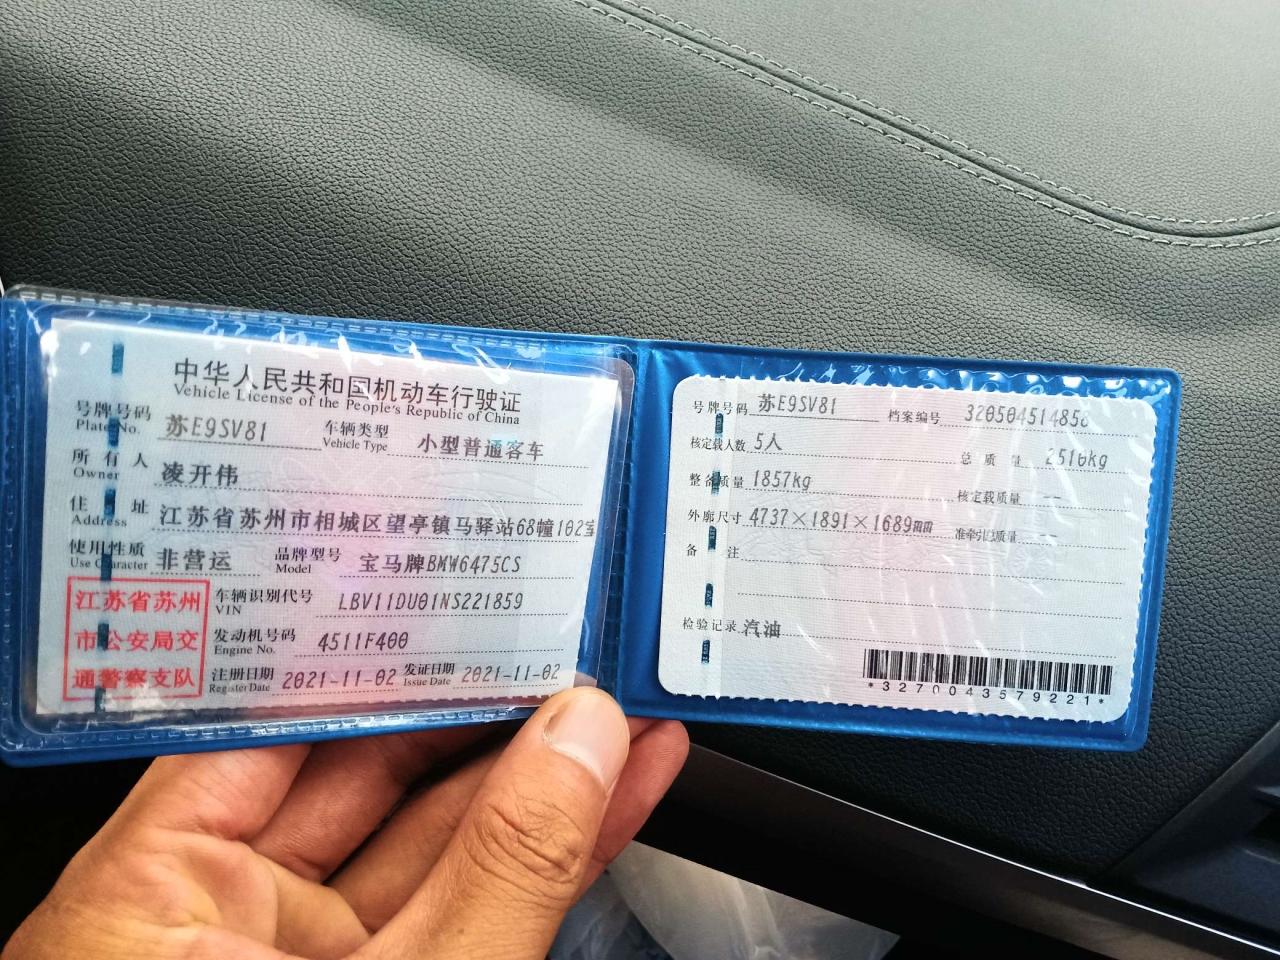 中华人民共和国机动车行驶证
Vehicle License of the People's Republic of China
号牌号码 苏E9SV81 车辆类型 小型普通客车
Plate No. Vehicle Type
所有人 凌开伟
Owner
住址 江苏省苏州市相城区望亭镇马驿站68幢102室
Address
使用性质 非营运 品牌型号 宝马牌BMW6475CS
Use Character Model
江苏省苏州
市公安局交
通警察支队
车辆识别代号 LBV11DU01NS221859
VIN
发动机号码 4511F400
Engine No.
注册日期 2021-11-02 发证日期 2021-11-02
Register Date Issue Date
号牌号码 苏E9SV81 档案编号 320504514858
核定载人数 5人 总质量 2516kg
整备质量 1857kg 核定载质量 --
外廓尺寸 4737×1891×1689mm 准牵引总质量 --
备注
检验记录 汽油
*3270043579221*